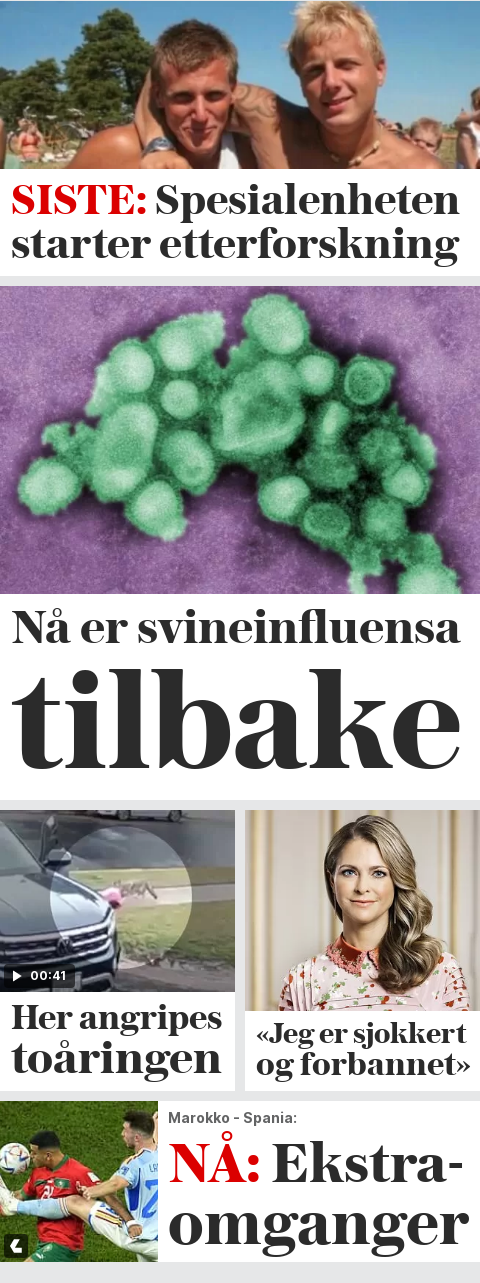 SISTE: Spesialenheten
starter etterforskning
Nå er svineinfluensa
tilbake
00:41
Her angripes
toåringen
«Jeg er sjokkert
og forbannet»
Marokko - Spania:
NÅ: Ekstra-
omganger